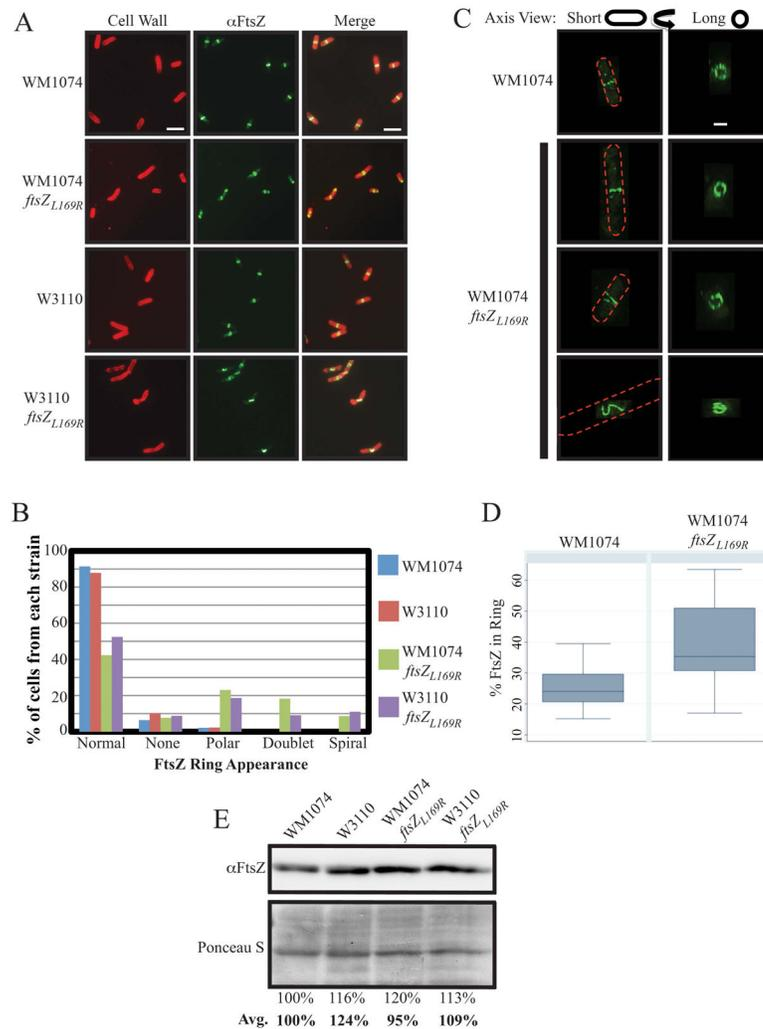 A
Cell Wall
αFtsZ
Merge
WM1074
WM1074
ftsZL169R
W3110
W3110
ftsZL169R
C
Axis View: Short Long
WM1074
WM1074
ftsZL169R
B
% of cells from each strain
100
80
60
40
20
0
Normal None Polar Doublet Spiral
FtsZ Ring Appearance
WM1074
W3110
WM1074
ftsZL169R
W3110
ftsZL169R
D
WM1074
WM1074
ftsZL169R
% FtsZ in Ring
60
50
40
30
20
10
E
WM1074
W3110
WM1074
ftsZL169R
W3110
ftsZL169R
αFtsZ
Ponceau S
100% 116% 120% 113%
Avg. 100% 124% 95% 109%